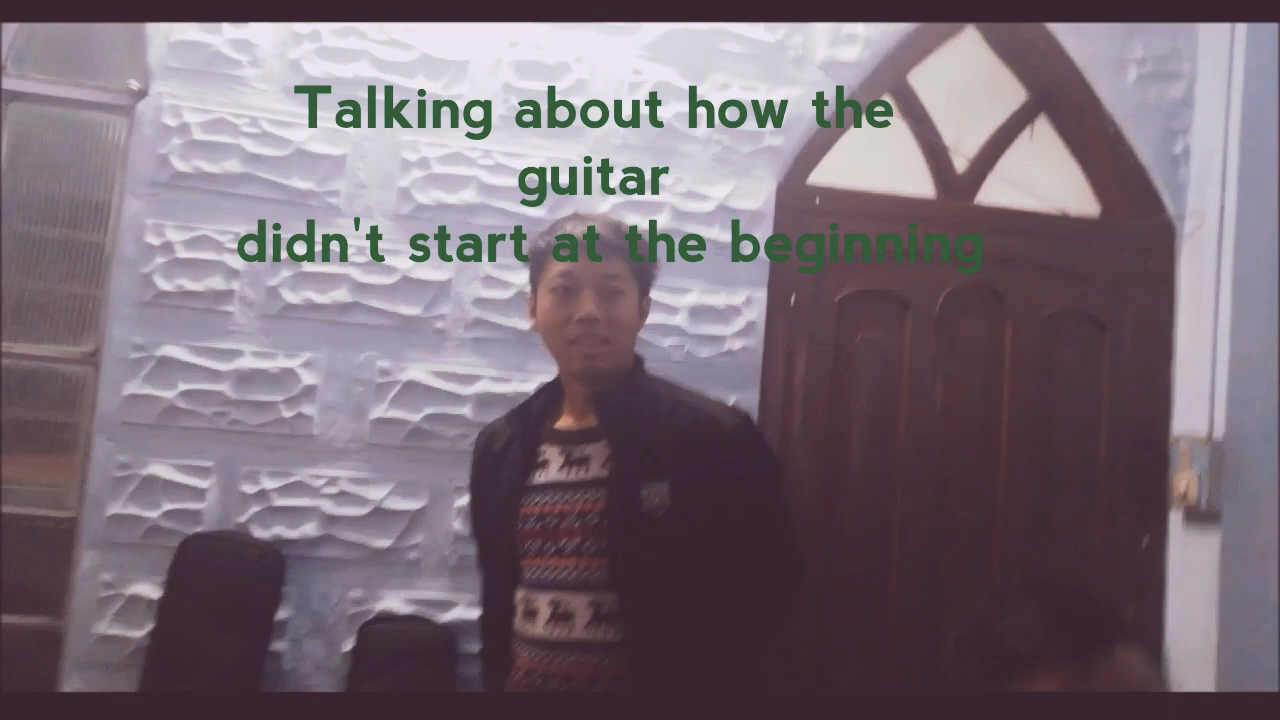 Talking about how the
guitar
didn't start at the beginning